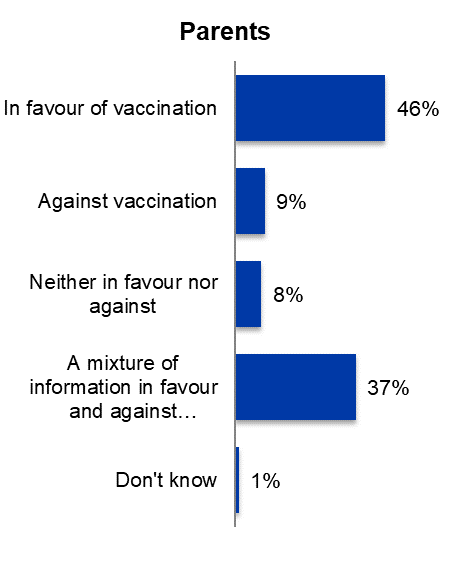 Parents
In favour of vaccination
46%
Against vaccination
9%
Neither in favour nor
against
8%
A mixture of
information in favour
and against…
37%
Don't know
1%